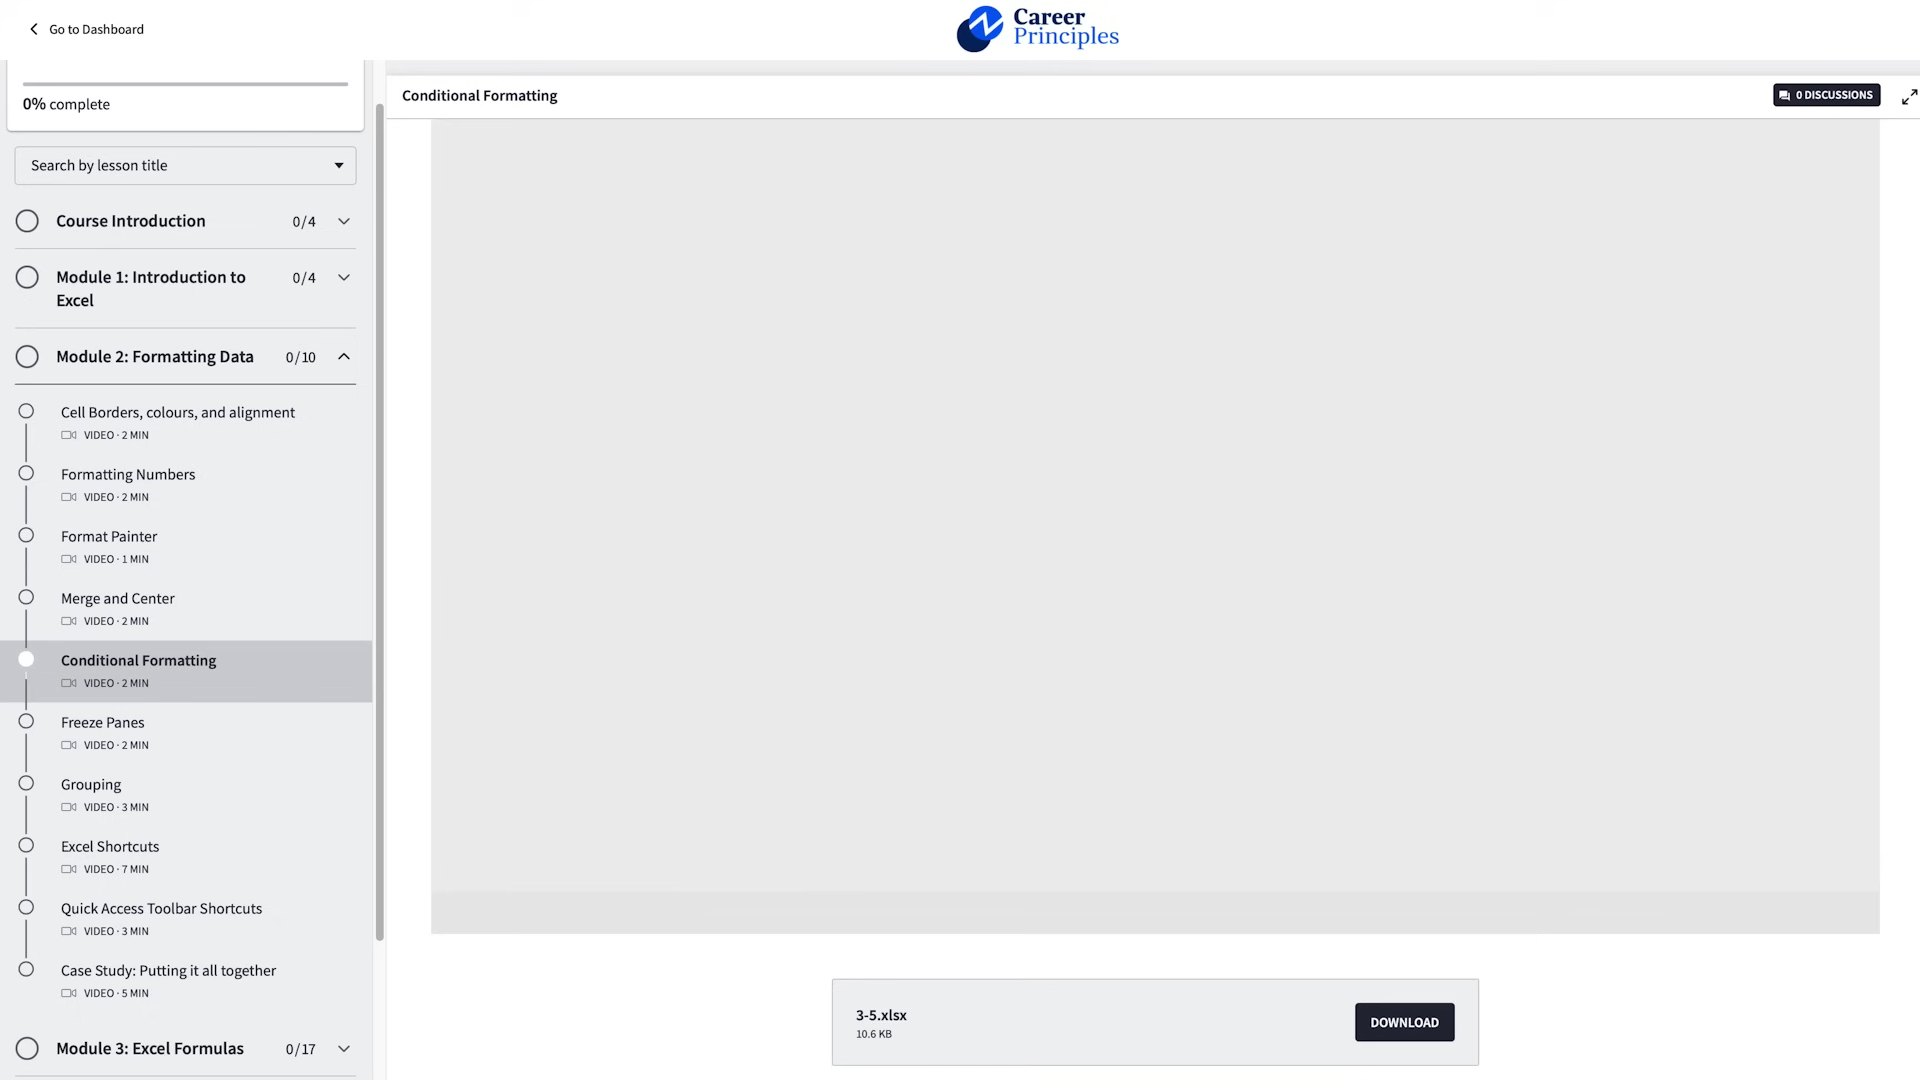 Go to Dashboard
Career
Principles
0% complete
Search by lesson title
Course Introduction 0/4
Module 1: Introduction to 0/4
Excel
Module 2: Formatting Data 0/10
Cell Borders, colours, and alignment
VIDEO · 2 MIN
Formatting Numbers
VIDEO · 2 MIN
Format Painter
VIDEO · 1 MIN
Merge and Center
VIDEO · 2 MIN
Conditional Formatting
VIDEO · 2 MIN
Freeze Panes
VIDEO · 2 MIN
Grouping
VIDEO · 3 MIN
Excel Shortcuts
VIDEO · 7 MIN
Quick Access Toolbar Shortcuts
VIDEO · 3 MIN
Case Study: Putting it all together
VIDEO · 5 MIN
Module 3: Excel Formulas 0/17
Conditional Formatting
0 DISCUSSIONS
3-5.xlsx
10.6 KB
DOWNLOAD